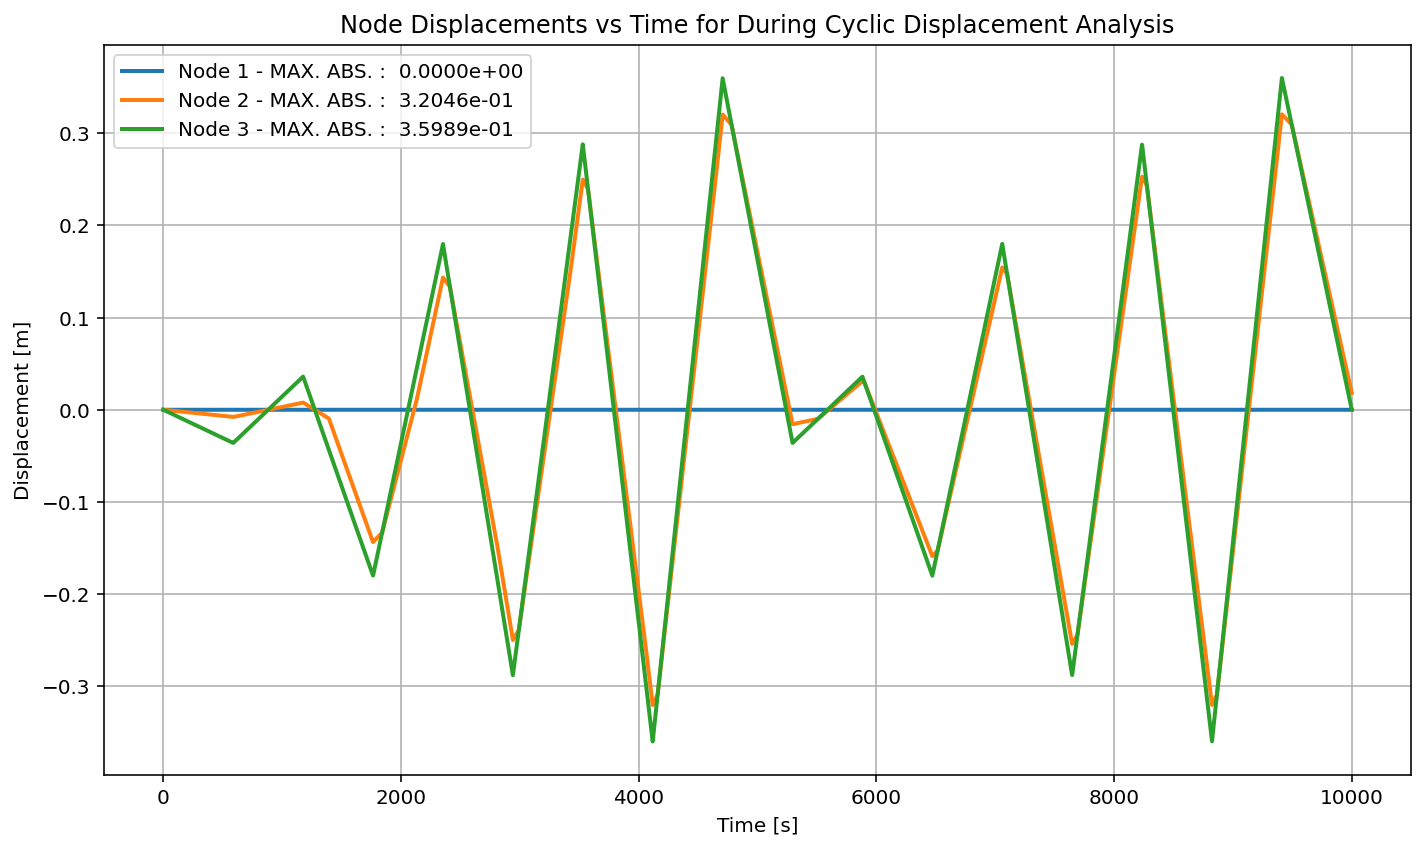 Node Displacements vs Time for During Cyclic Displacement Analysis
Node 1 - MAX. ABS. :  0.0000e+00
Node 2 - MAX. ABS. :  3.2046e-01
Node 3 - MAX. ABS. :  3.5989e-01
Displacement [m]
0.3
0.2
0.1
0.0
−0.1
−0.2
−0.3
0 2000 4000 6000 8000 10000
Time [s]